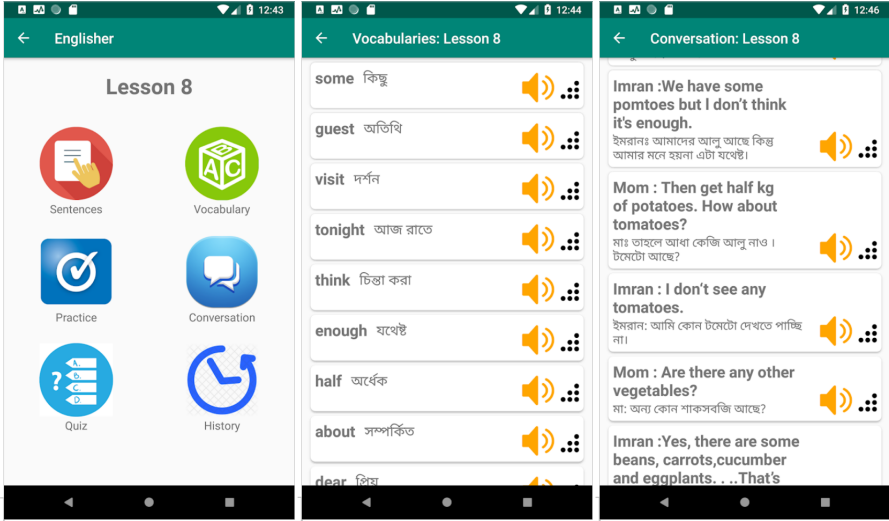 12:43
Englisher
Lesson 8
Sentences
Vocabulary
Practice
Conversation
Quiz
History
A B C
?
A.
B.
C.
D.
12:44
Vocabularies: Lesson 8
some কিছু
guest অতিথি
visit দর্শন
tonight আজ রাতে
think চিন্তা করা
enough যথেষ্ট
half অর্ধেক
about সম্পর্কিত
dear প্রিয়
12:46
Conversation: Lesson 8
Imran :We have some
pomtoes but I don't think
it's enough.
ইমরানঃ আমাদের আলু আছে কিন্তু
আমার মনে হয়না এটা যথেষ্ট।
Mom : Then get half kg
of potatoes. How about
tomatoes?
মাঃ তাহলে আধা কেজি আলু নাও ।
টমেটো আছে?
Imran : I don't see any
tomatoes.
ইমরান: আমি কোন টমেটো দেখতে পাচ্ছি
না।
Mom : Are there any other
vegetables?
মা: অন্য কোন শাকসবজি আছে?
Imran :Yes, there are some
beans, carrots,cucumber
and eggplants. . ..That's